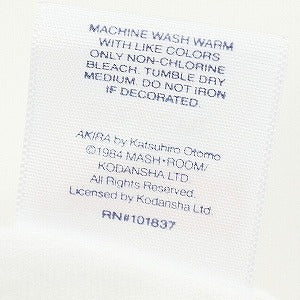 MACHINE WASH WARM
WITH LIKE COLORS
ONLY NON-CHLORINE
BLEACH. TUMBLE DRY
MEDIUM. DO NOT IRON
IF DECORATED.
AKIRA by Katsuhiro Otomo
©1984 MASH•ROOM/
KODANSHA LTD
All Rights Reserved.
Licensed by Kodansha Ltd.
RN#101837